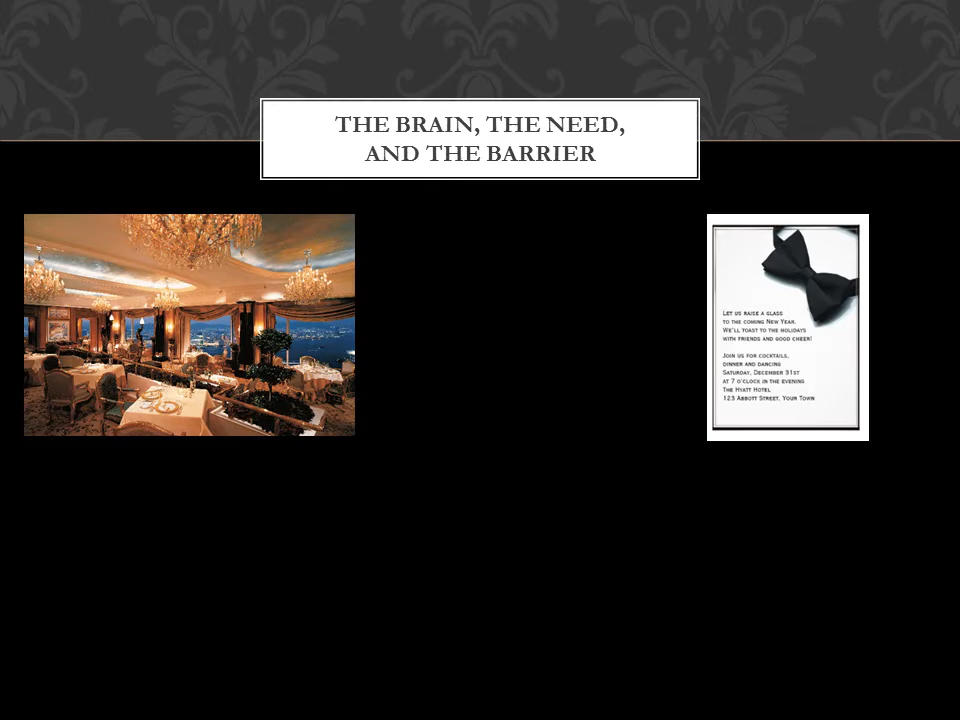 THE BRAIN, THE NEED,
AND THE BARRIER
LET US RAISE A GLASS
TO THE COMING NEW YEAR.
WE'LL TOAST TO THE HOLIDAYS
WITH FRIENDS AND GOOD CHEER!
JOIN US FOR COCKTAILS,
DINNER AND DANCING
SATURDAY, DECEMBER 31ST
AT 7 O'CLOCK IN THE EVENING
THE HYATT HOTEL
123 ABBOTT STREET, YOUR TOWN